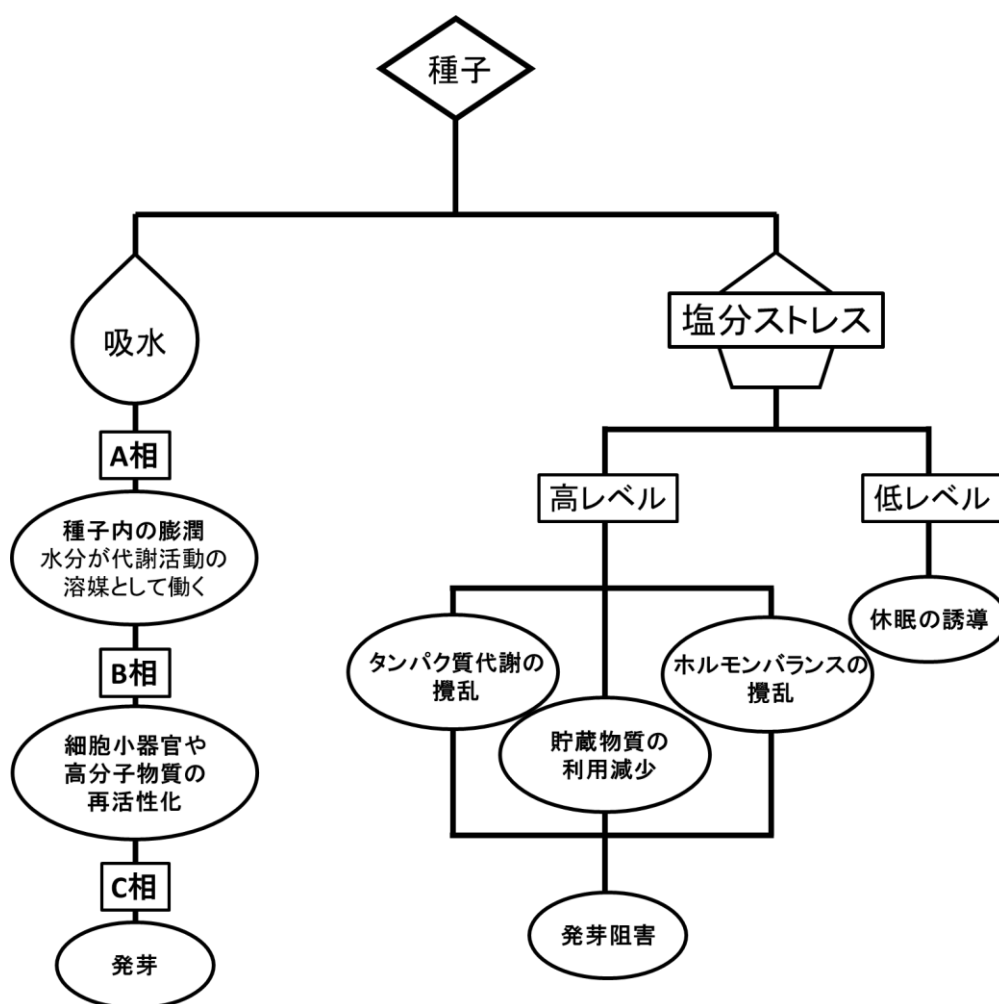 種子
吸水
A相
種子内の膨潤
水分が代謝活動の
溶媒として働く
B相
細胞小器官や
高分子物質の
再活性化
C相
発芽
塩分ストレス
高レベル
タンパク質代謝の
攪乱
貯蔵物質の
利用減少
ホルモンバランスの
攪乱
発芽阻害
低レベル
休眠の誘導